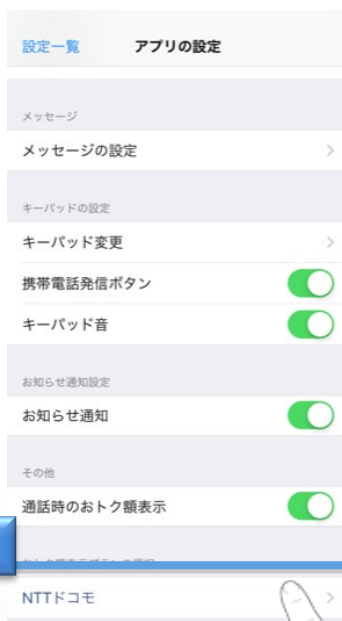 設定一覧 アプリの設定
メッセージ
メッセージの設定
キーパッドの設定
キーパッド変更
携帯電話発信ボタン
キーパッド音
お知らせ通知設定
お知らせ通知
その他
通話時のおトク額表示
NTTドコモ